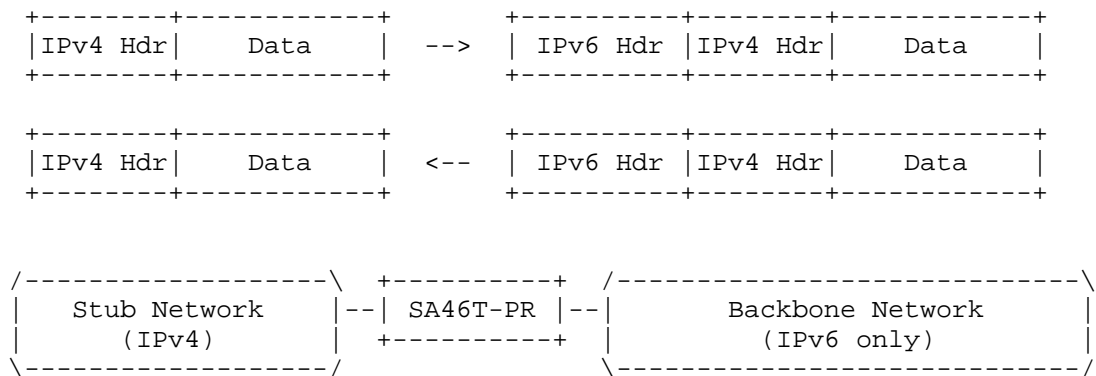 +--------+------------+       +----------+--------+------------+
|IPv4 Hdr|    Data    |  -->  | IPv6 Hdr |IPv4 Hdr|    Data    |
+--------+------------+       +----------+--------+------------+
+--------+------------+       +----------+--------+------------+
|IPv4 Hdr|    Data    |  <--  | IPv6 Hdr |IPv4 Hdr|    Data    |
+--------+------------+       +----------+--------+------------+
/------------------\  +----------+  /--------------------------\
|   Stub Network    |--| SA46T-PR |--|      Backbone Network      |
|      (IPv4)       |  +----------+  |        (IPv6 only)         |
\------------------/                \--------------------------/